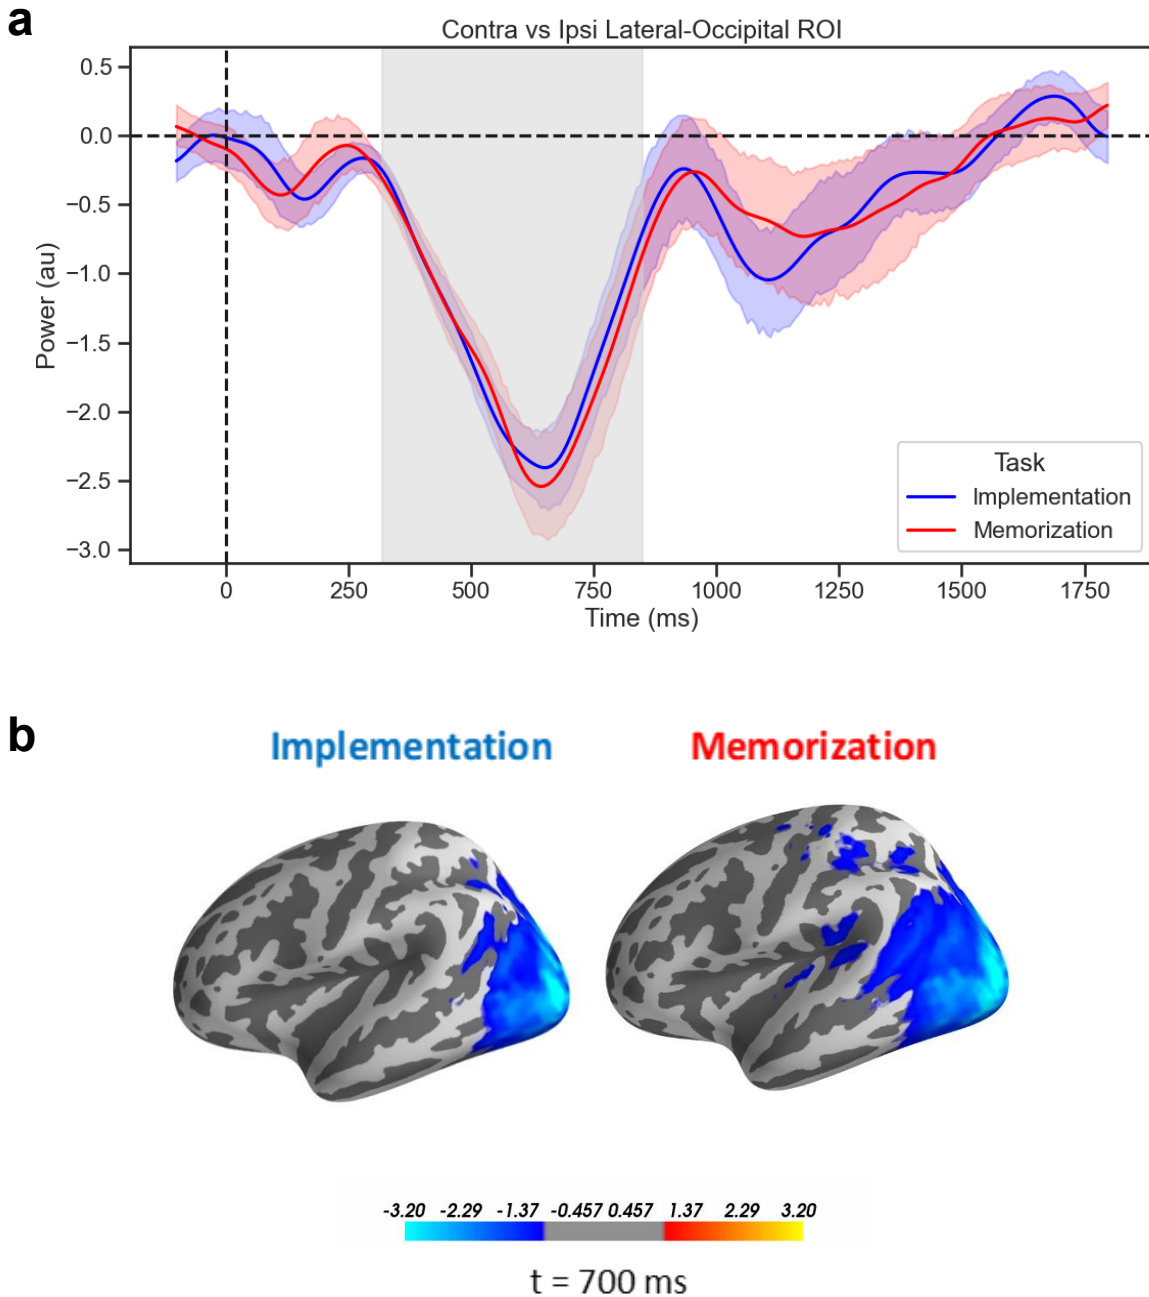 a
Contra vs Ipsi Lateral-Occipital ROI
0.5
0.0
−0.5
−1.0
−1.5
−2.0
−2.5
−3.0
Power (au)
Task
Implementation
Memorization
0 250 500 750 1000 1250 1500 1750
Time (ms)
b
Implementation Memorization
-3.20 -2.29 -1.37 -0.457 0.457 1.37 2.29 3.20
t = 700 ms